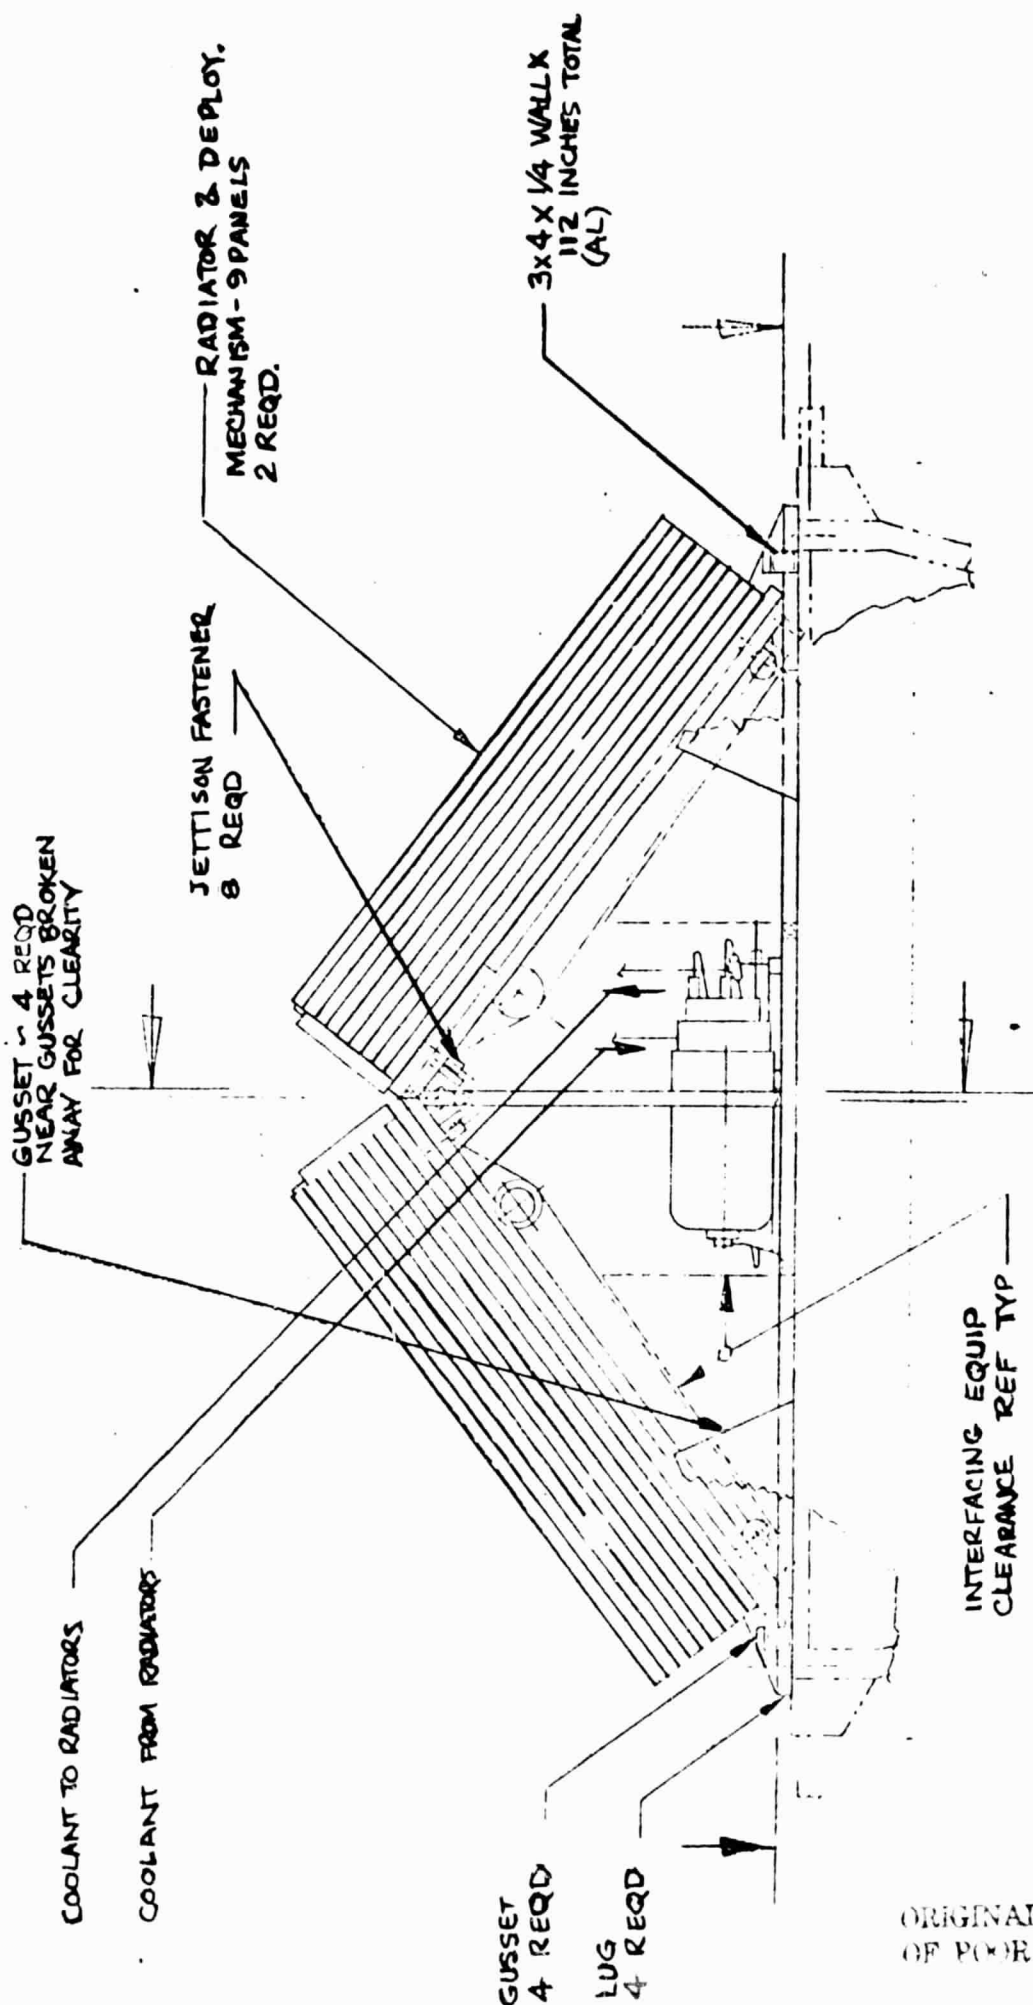 GUSSET ~ 4 REQD
NEAR GUSSETS BROKEN
AWAY FOR CLEARITY
RADIATOR & DEPLOY.
MECHANISM - 9 PANELS
2 REQD.
JETTISON FASTENER
8 REQD
3x4 x 1/4 WALL X
112 INCHES TOTAL
(AL)
COOLANT TO RADIATORS
COOLANT FROM RADIATORS
GUSSET
4 REQD
LUG
4 REQD
INTERFACING EQUIP
CLEARANCE REF TYP
ORIGINAL
OF POOR